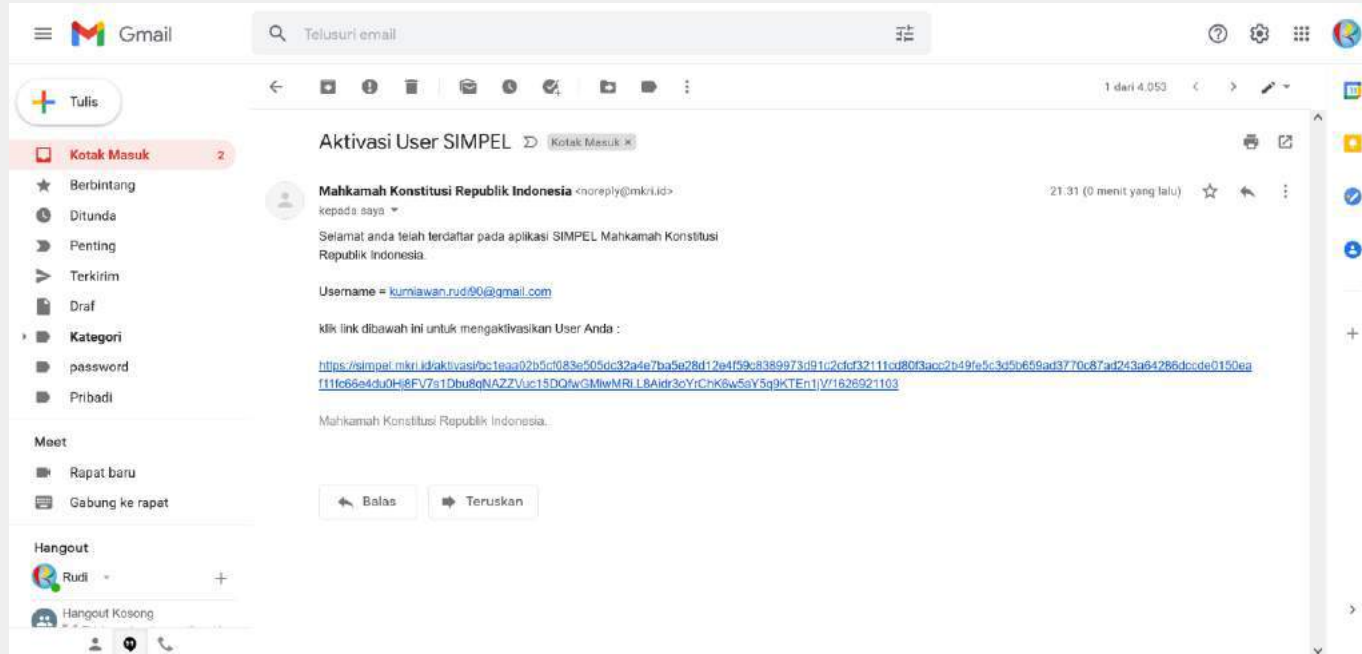 Gmail
Telusuri email
Tulis
1 dari 4.053
Kotak Masuk 2
Berbintang
Ditunda
Penting
Terkirim
Draf
Kategori
password
Pribadi
Meet
Rapat baru
Gabung ke rapat
Hangout
Rudi
Hangout Kosong
Aktivasi User SIMPEL Kotak Masuk ×
Mahkamah Konstitusi Republik Indonesia <noreply@mkri.id>
21.31 (0 menit yang lalu)
kepada saya
Selamat anda telah terdaftar pada aplikasi SIMPEL Mahkamah Konstitusi
Republik Indonesia.
Username = kurniawan.rudi90@gmail.com
klik link dibawah ini untuk mengaktivasikan User Anda :
Mahkamah Konstitusi Republik Indonesia.
Balas
Teruskan